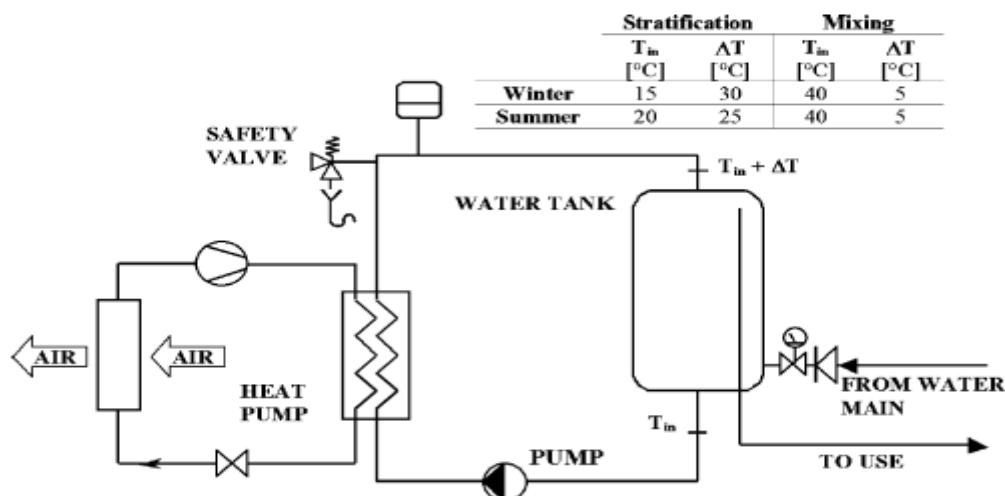 Stratification Mixing
T_in ΔT T_in ΔT
[°C] [°C] [°C] [°C]
Winter 15 30 40 5
Summer 20 25 40 5
SAFETY
VALVE
T_in + ΔT
WATER TANK
AIR
AIR
HEAT
PUMP
FROM WATER
MAIN
T_in
PUMP
TO USE